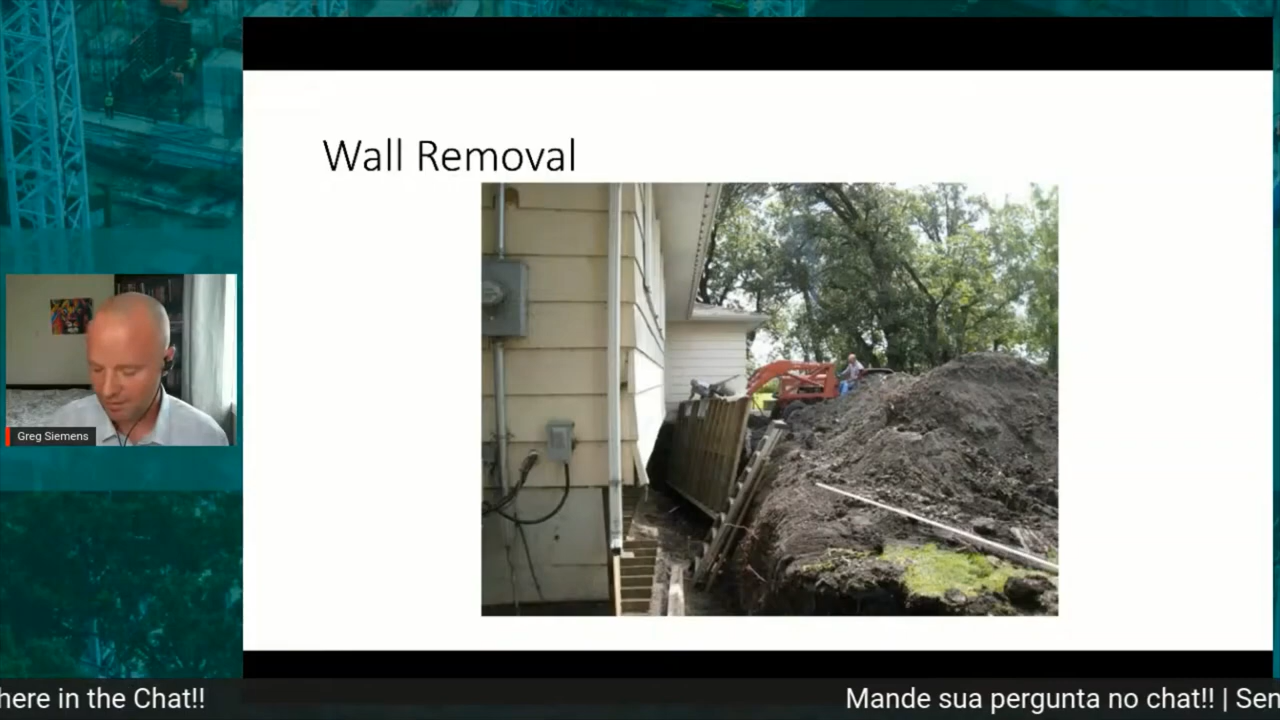 Wall Removal
Greg Siemens
here in the Chat!!
Mande sua pergunta no chat!! | Sen